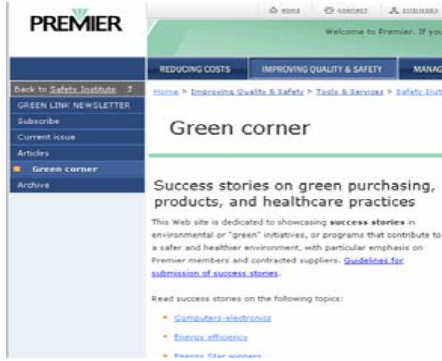 PREMIER
HOME
CONTACT
Welcome to Premier. If you
REDUCING COSTS
IMPROVING QUALITY & SAFETY
MANAG
Back to Safety Institute
Home > Improving Quality & Safety > Tools & Services > Safety Inst
GREEN LINK NEWSLETTER
Subscribe
Current issue
Articles
Green corner
Archive
Green corner
Success stories on green purchasing,
products, and healthcare practices
This Web site is dedicated to showcasing success stories in
environmental or "green" initiatives, or programs that contribute to
a safer and healthier environment, with particular emphasis on
Premier members and contracted suppliers. Guidelines for
submission of success stories.
Read success stories on the following topics:
Computers-electronics
Energy efficiency
Energy Star winners